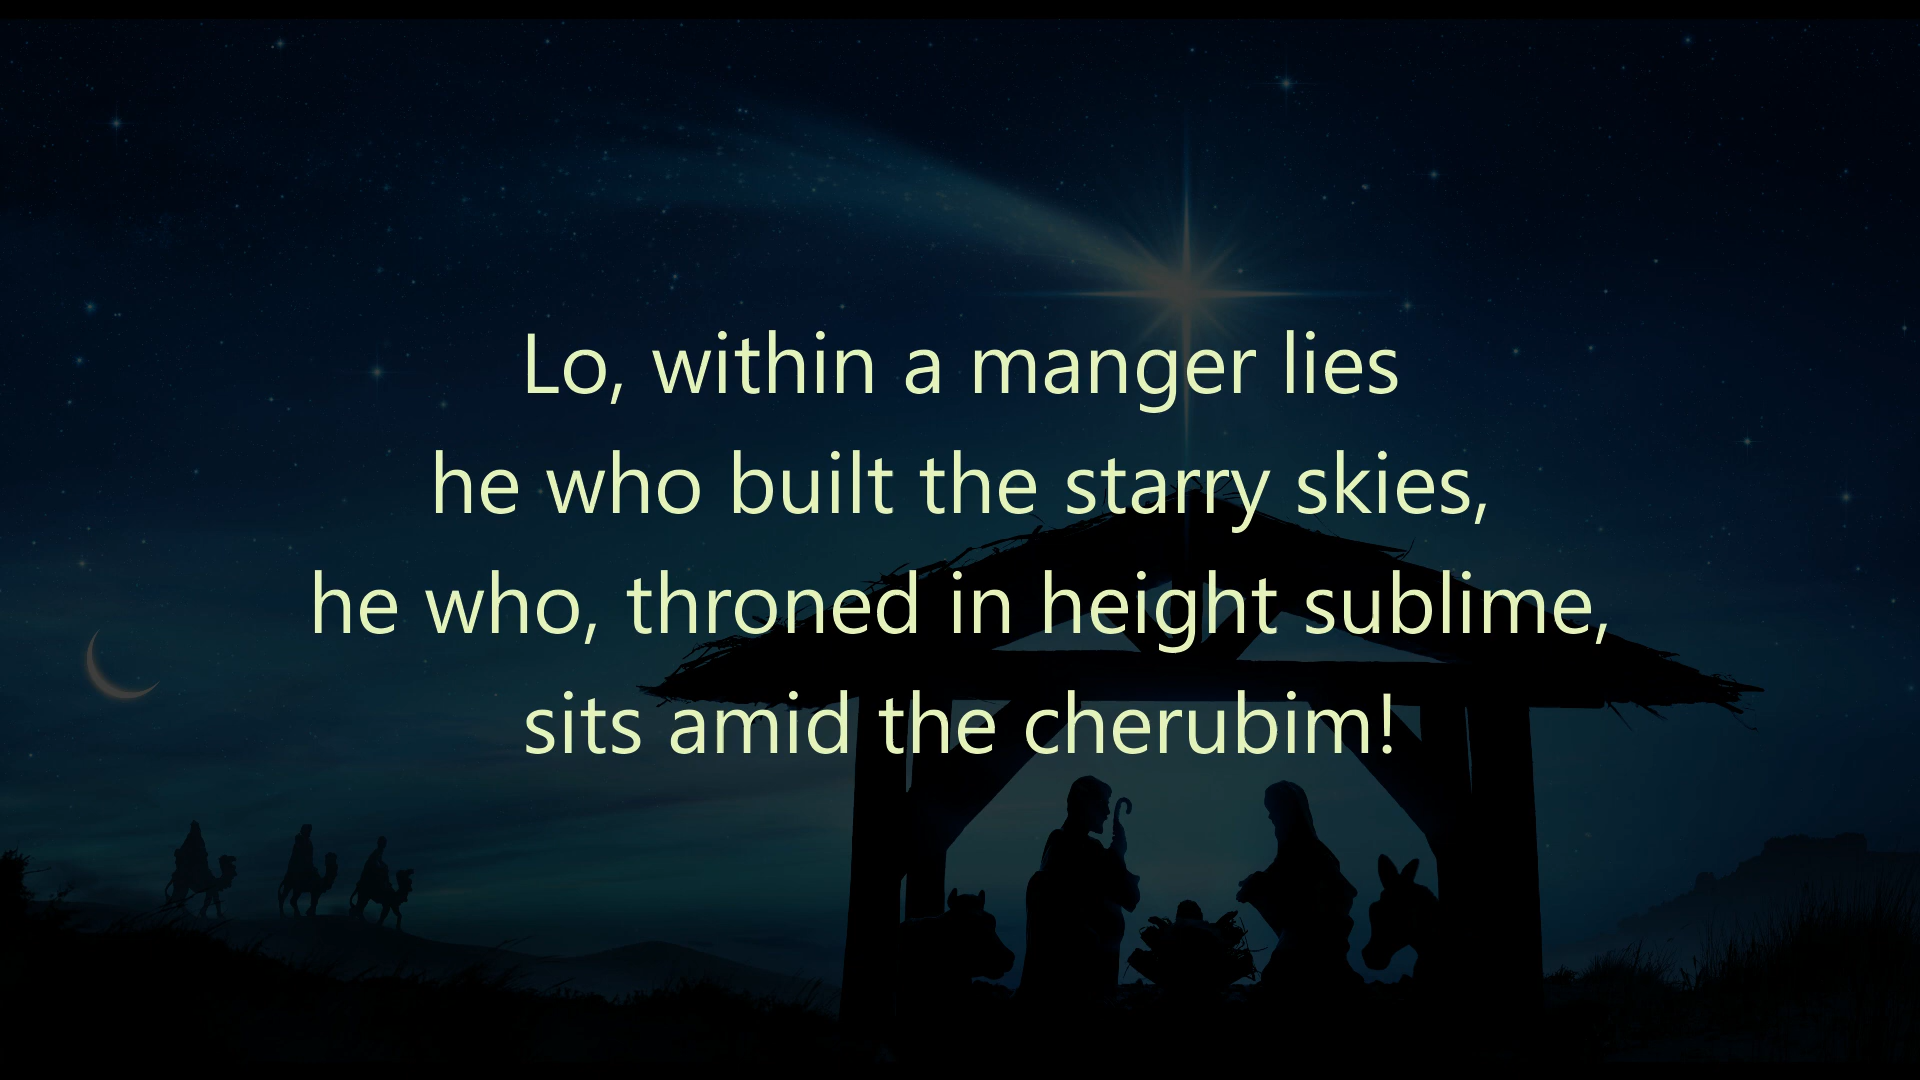 Lo, within a manger lies
he who built the starry skies,
he who, throned in height sublime,
sits amid the cherubim!